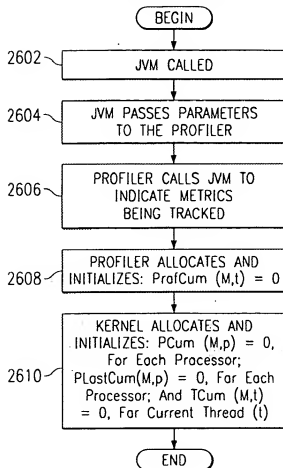 BEGIN
2602
JVM CALLED
2604
JVM PASSES PARAMETERS
TO THE PROFILER
2606
PROFILER CALLS JVM TO
INDICATE METRICS
BEING TRACKED
2608
PROFILER ALLOCATES AND
INITIALIZES: ProfCum (M,t) = 0
2610
KERNEL ALLOCATES AND
INITIALIZES: PCum (M,p) = 0,
For Each Processor;
PLastCum(M,p) = 0, For Each
Processor; And TCum (M,t)
= 0, For Current Thread (t)
END